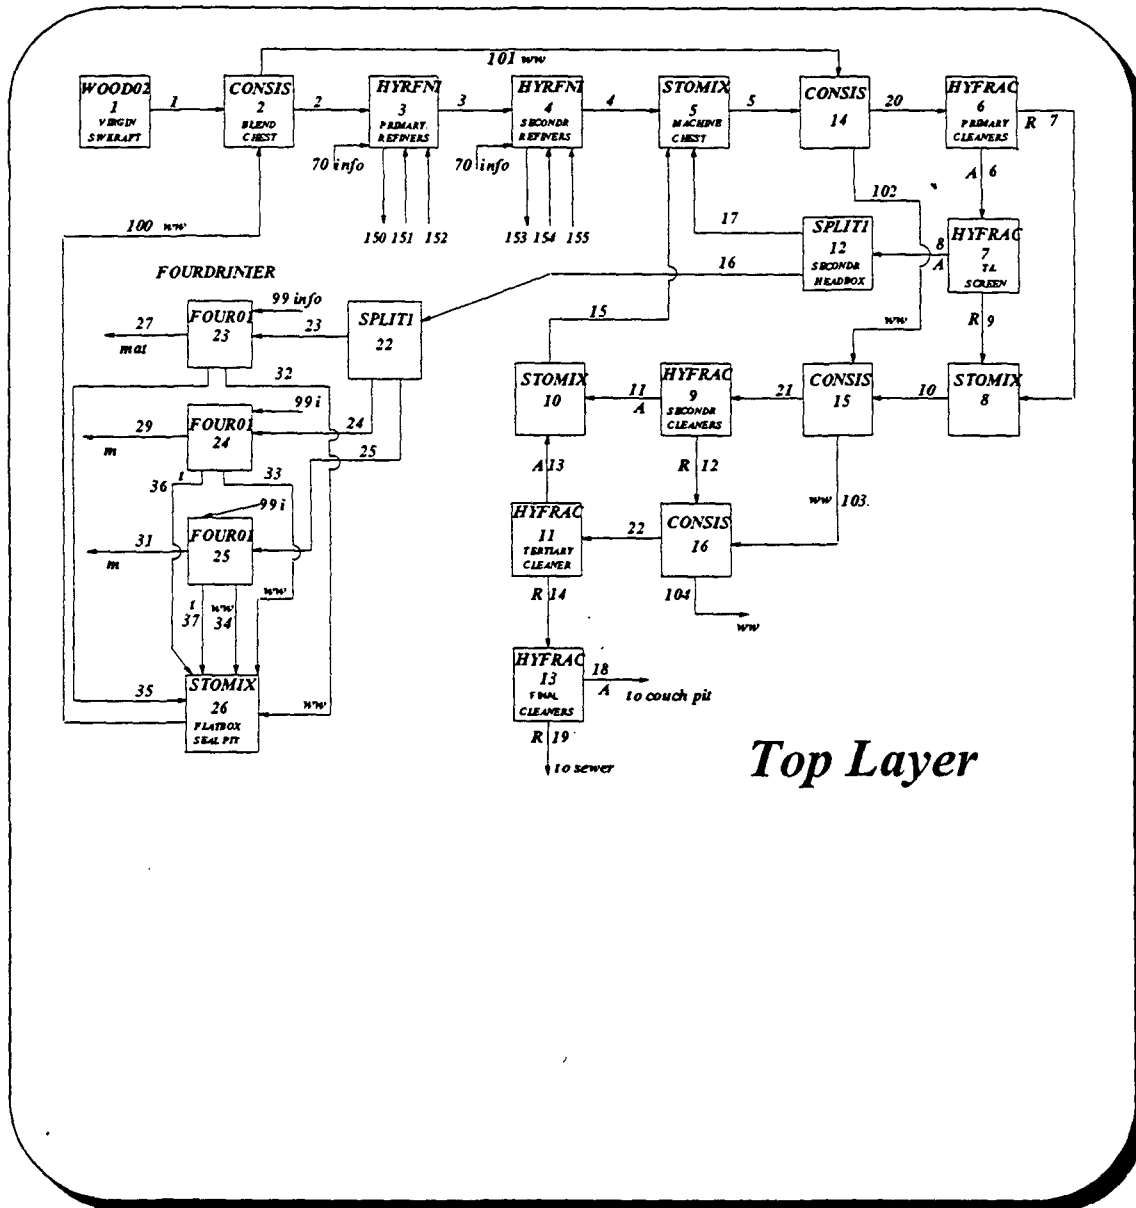 101 ww
WOOD02
1
VIRGIN
SWKRAFT
1
CONSIS
2
BLEND
CHEST
2
HYRFNI
3
PRIMARY
REFINERS
3
HYRFNI
4
SECONDR
REFINERS
4
STOMIX
5
MACHINE
CHEST
5
CONSIS
14
20
HYFRAC
6
PRIMARY
CLEANERS
R 7
70 info
70 info
A 6
150 151 152
153 154 155
102
100 ww
17
SPLIT1
12
SECONDR
HEADBOX
8
A
HYFRAC
7
SCREEN
16
FOURDRINIER
99 info
27
mat
FOUR01
23
23
SPLIT1
22
15
ww
R 9
32
STOMIX
10
11
A
HYFRAC
9
SECONDR
CLEANERS
21
CONSIS
15
10
STOMIX
8
99 i
29
m
FOUR01
24
24
25
36 t
33
A 13
R 12
ww 103
99 i
31
m
FOUR01
25
HYFRAC
11
TERTIARY
CLEANER
22
CONSIS
16
t
37
ww
34
ww
R 14
104
ww
HYFRAC
13
FINAL
CLEANERS
18
A
to couch pit
35
STOMIX
26
FLATBOX
SEAL PIT
ww
R 19
to sewer
Top Layer